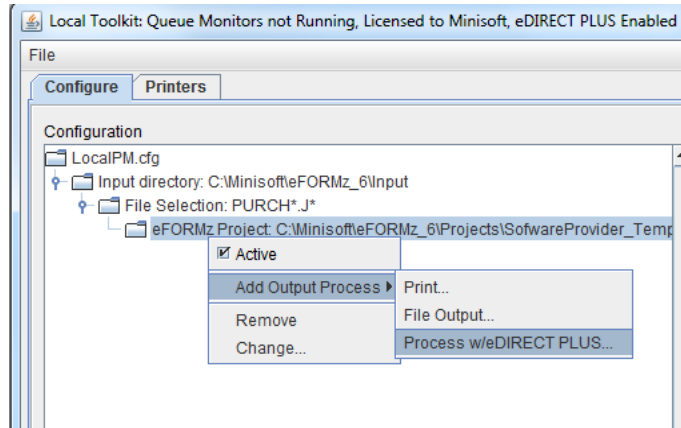 Local Toolkit: Queue Monitors not Running, Licensed to Minisoft, eDIRECT PLUS Enabled
File
Configure Printers
Configuration
LocalPM.cfg
Input directory: C:\Minisoft\eFORMz_6\Input
File Selection: PURCH*.J*
eFORMz Project: C:\Minisoft\eFORMz_6\Projects\SofwareProvider_Temp
Active
Add Output Process Print...
File Output...
Remove
Process w/eDIRECT PLUS...
Change...